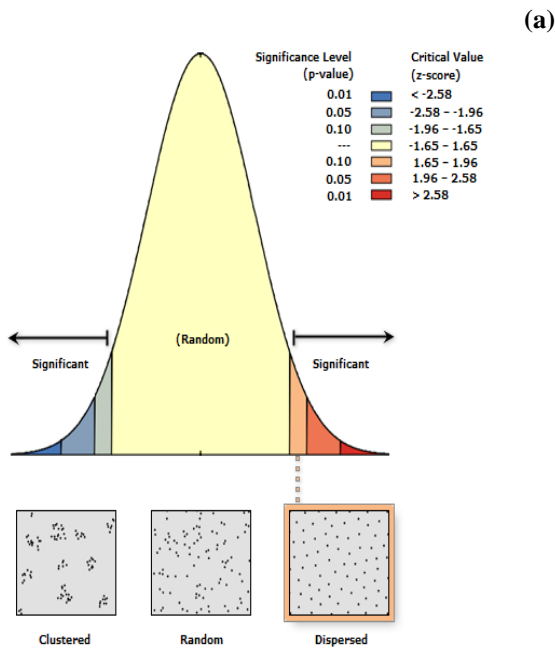 (a)
Significance Level Critical Value
(p-value) (z-score)
0.01 < -2.58
0.05 -2.58 – -1.96
0.10 -1.96 – -1.65
--- -1.65 – 1.65
0.10 1.65 – 1.96
0.05 1.96 – 2.58
0.01 > 2.58
(Random)
Significant Significant
Clustered Random Dispersed